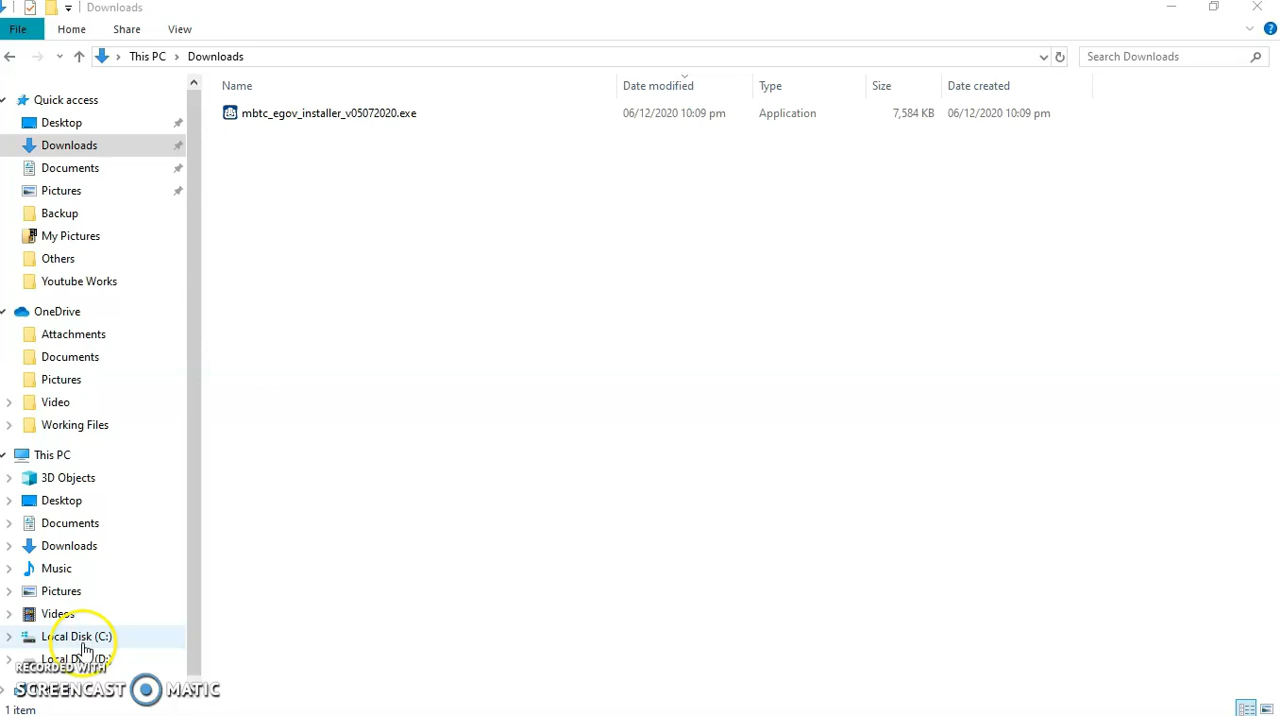 Downloads
File
Home
Share
View
This PC
Downloads
Search Downloads
Name
Date modified
Type
Size
Date created
mbtc_egov_installer_v05072020.exe
06/12/2020 10:09 pm
Application
7,584 KB
06/12/2020 10:09 pm
Quick access
Desktop
Downloads
Documents
Pictures
Backup
My Pictures
Others
Youtube Works
OneDrive
Attachments
Documents
Pictures
Video
Working Files
This PC
3D Objects
Desktop
Documents
Downloads
Music
Pictures
Videos
Local Disk (C:)
Local Disk (D:)
RECORDED WITH
SCREENCAST MATIC
1 item